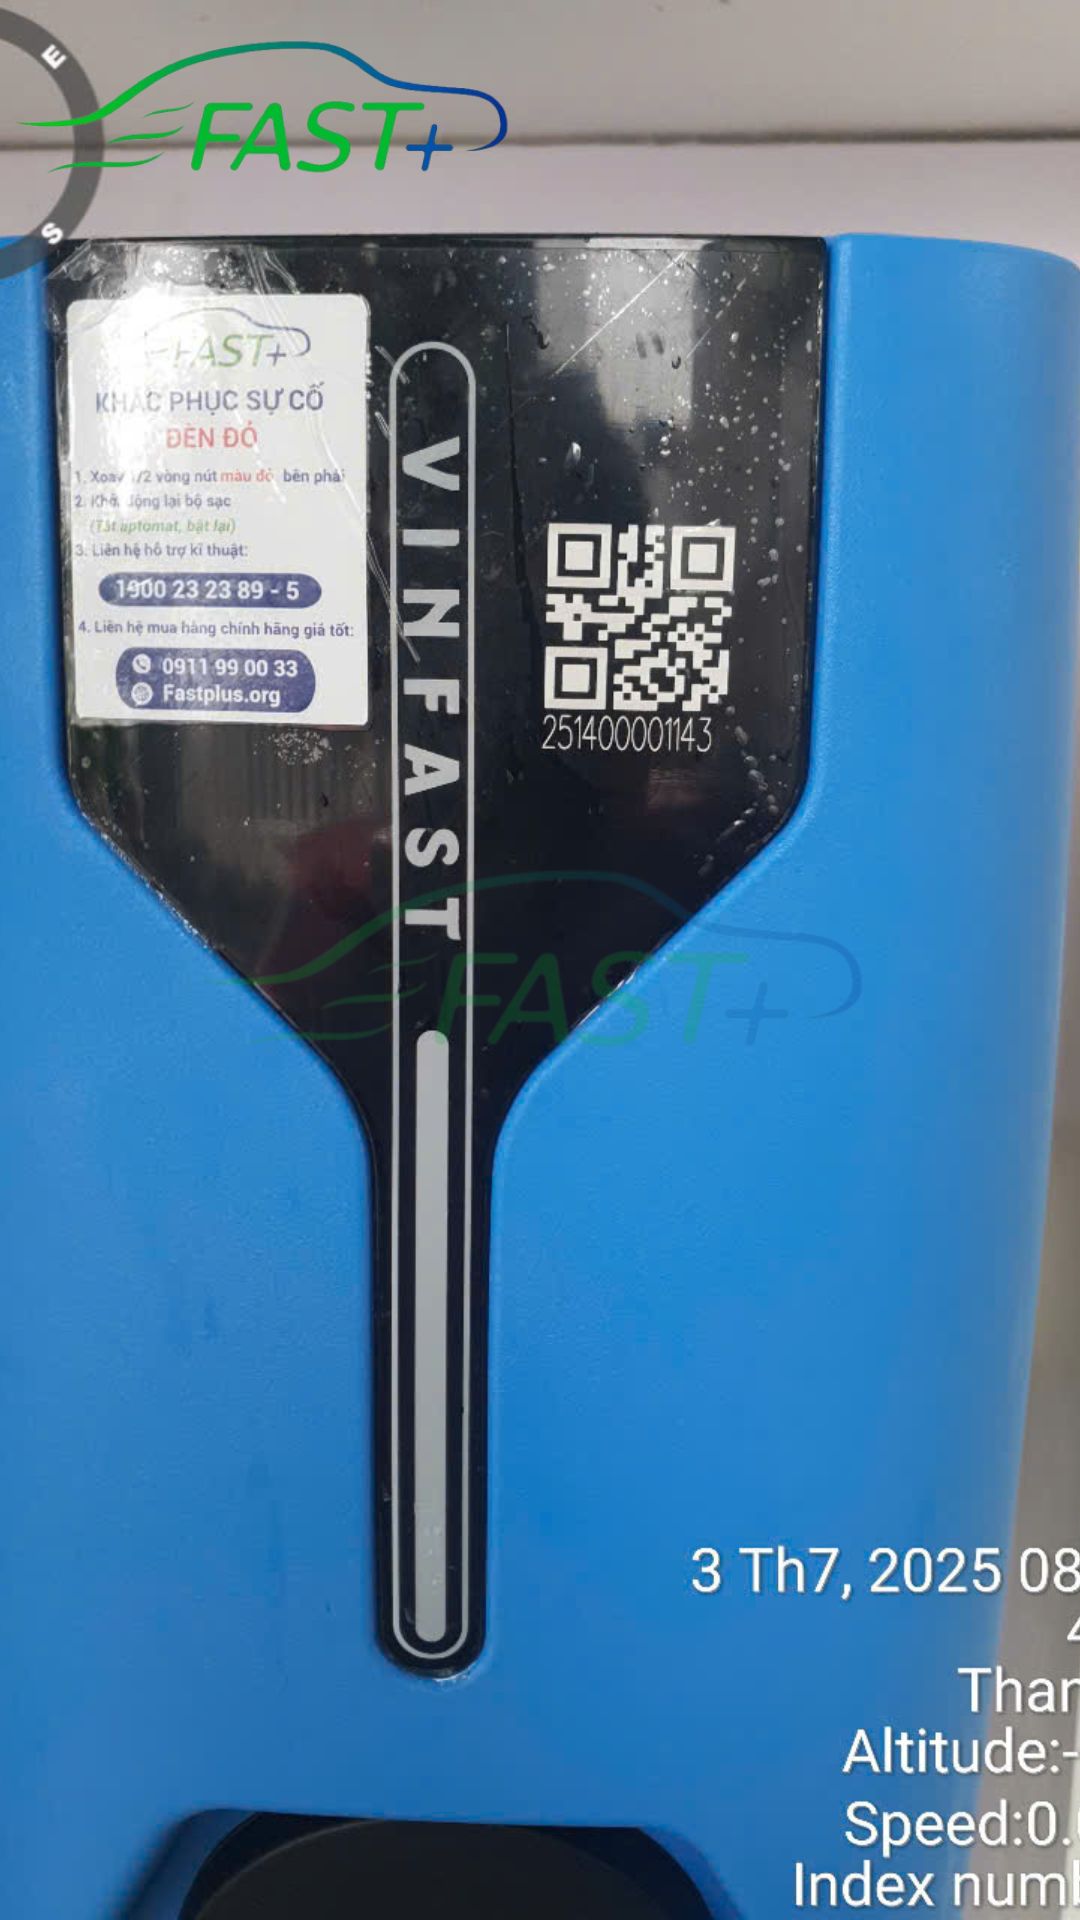 E
S
FAST+
FAST+
KHẮC PHỤC SỰ CỐ
ĐÈN ĐỎ
1. Xoay 1/2 vòng nút màu đỏ bên phải
2. Khởi động lại bộ sạc
(Tắt aptomat, bật lại)
3. Liên hệ hỗ trợ kĩ thuật:
1900 23 23 89 - 5
4. Liên hệ mua hàng chính hãng giá tốt:
0911 99 00 33
Fastplus.org
VINFAST
251400001143
FAST+
3 Th7, 2025 08
Altitude:-
Speed:0.